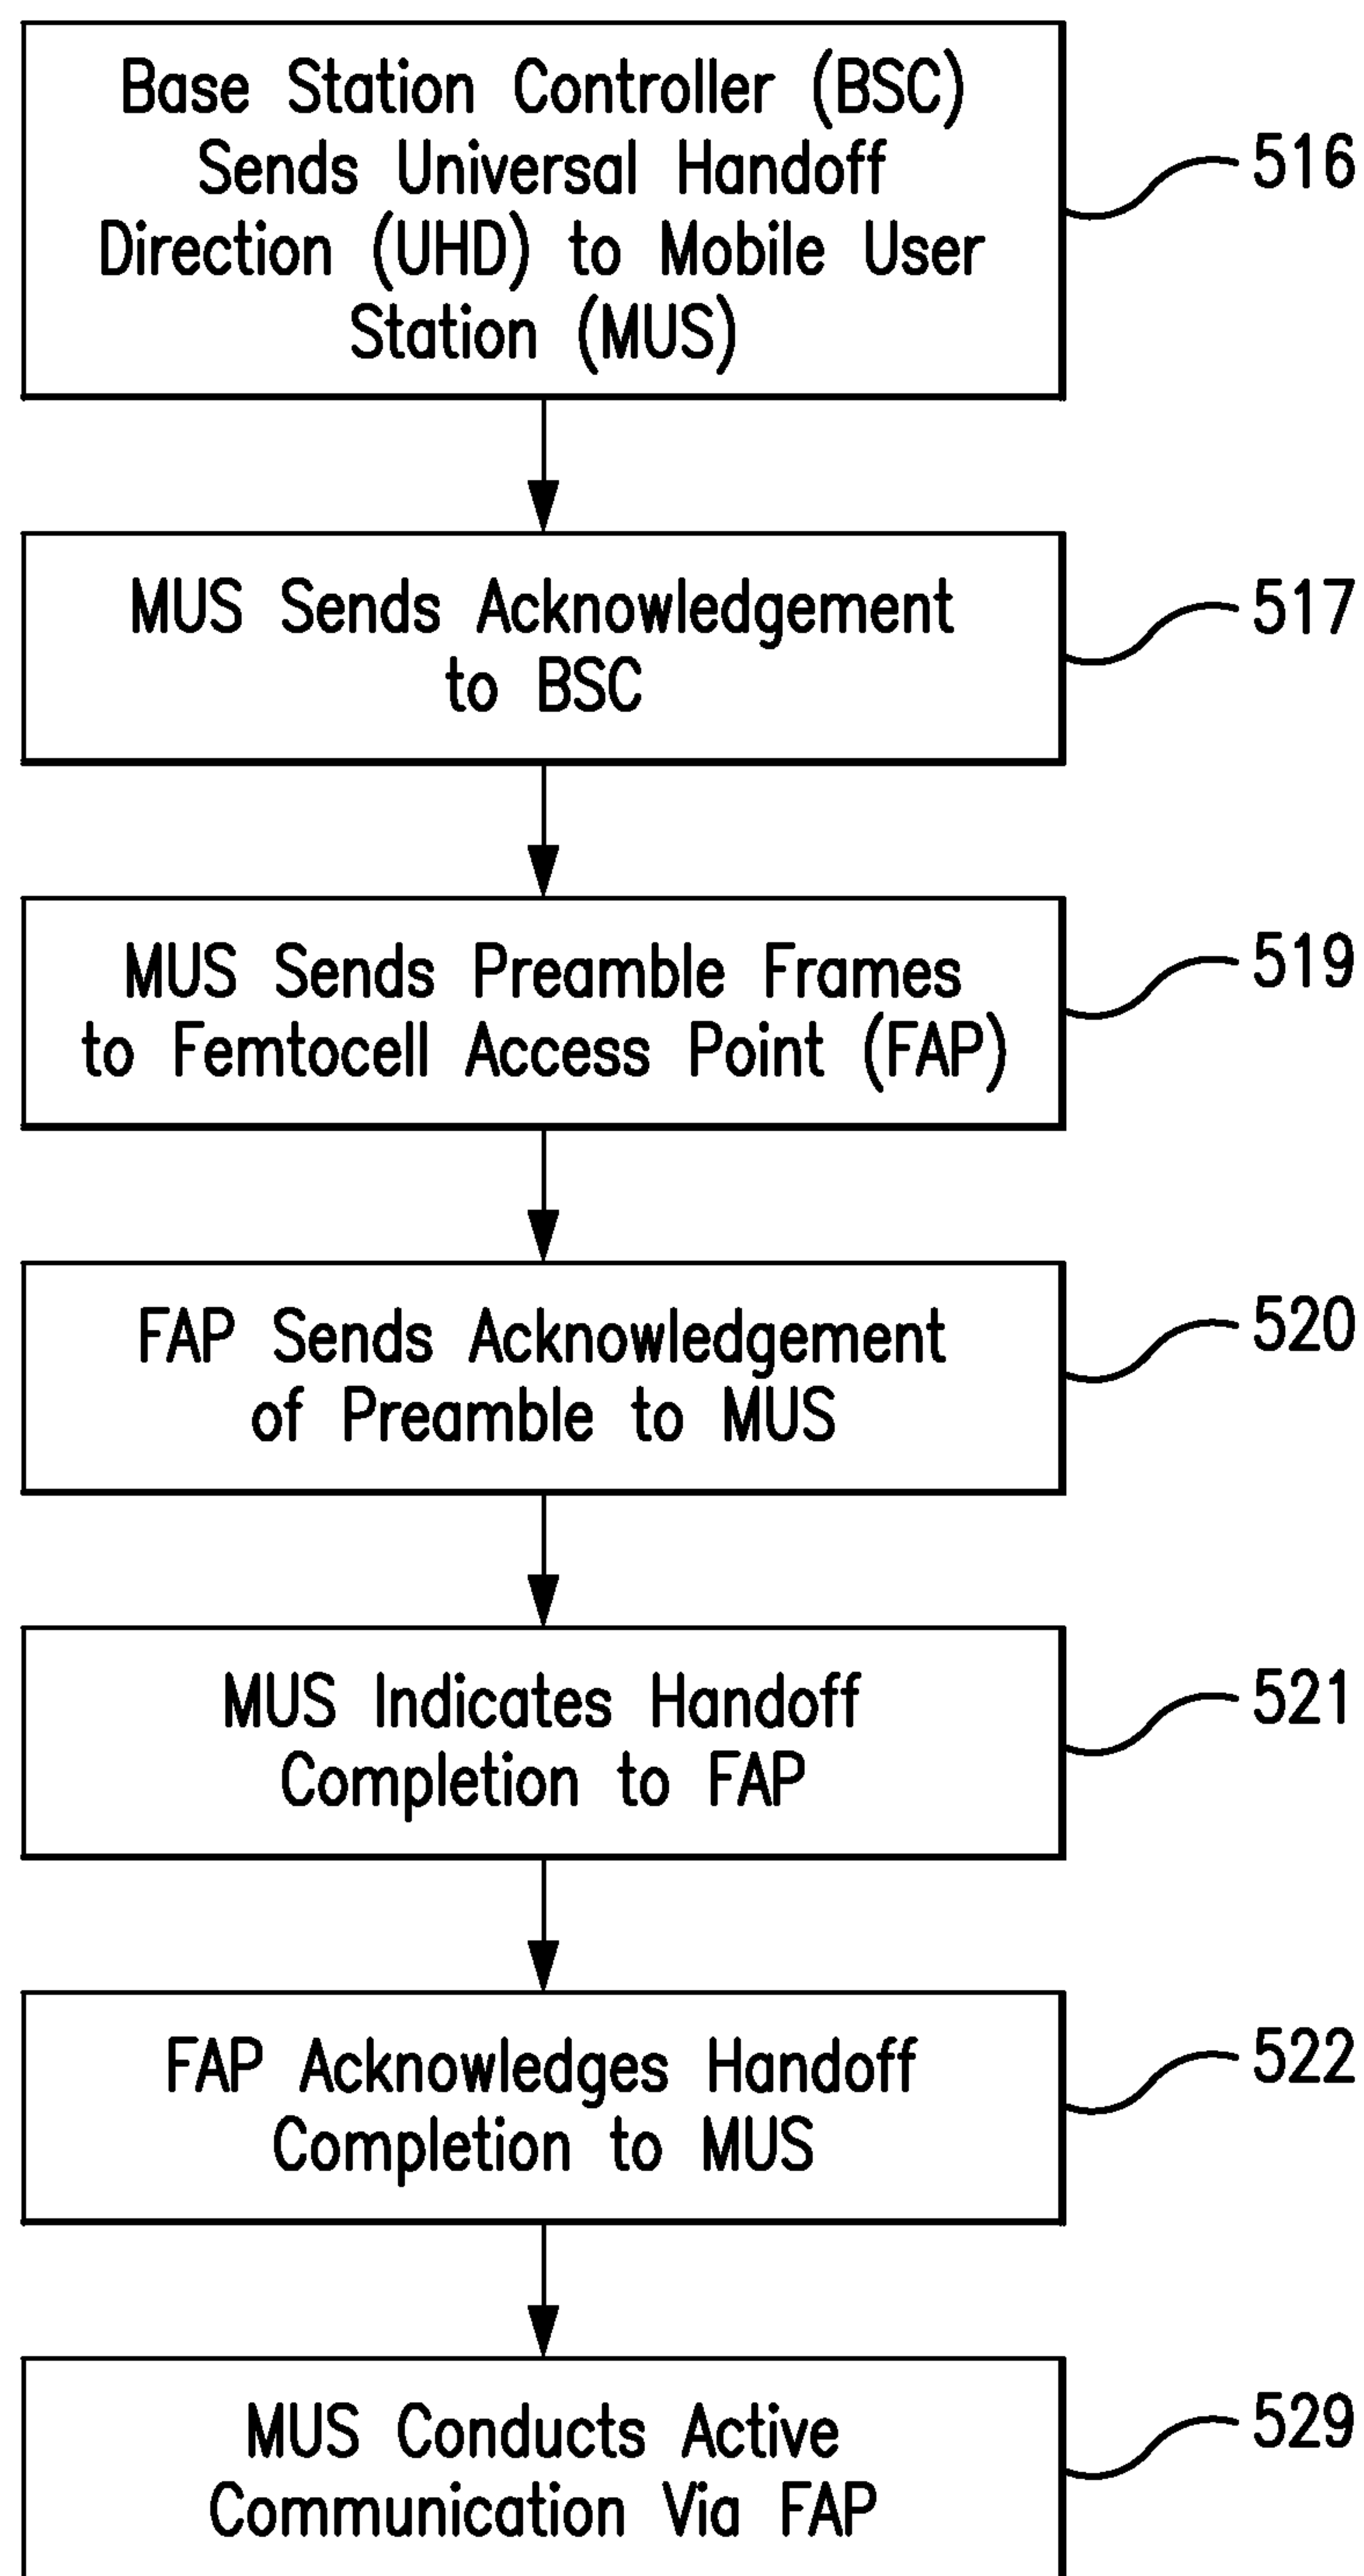 Base Station Controller (BSC)
Sends Universal Handoff
Direction (UHD) to Mobile User
Station (MUS)
516
MUS Sends Acknowledgement
to BSC
517
MUS Sends Preamble Frames
to Femtocell Access Point (FAP)
519
FAP Sends Acknowledgement
of Preamble to MUS
520
MUS Indicates Handoff
Completion to FAP
521
FAP Acknowledges Handoff
Completion to MUS
522
MUS Conducts Active
Communication Via FAP
529